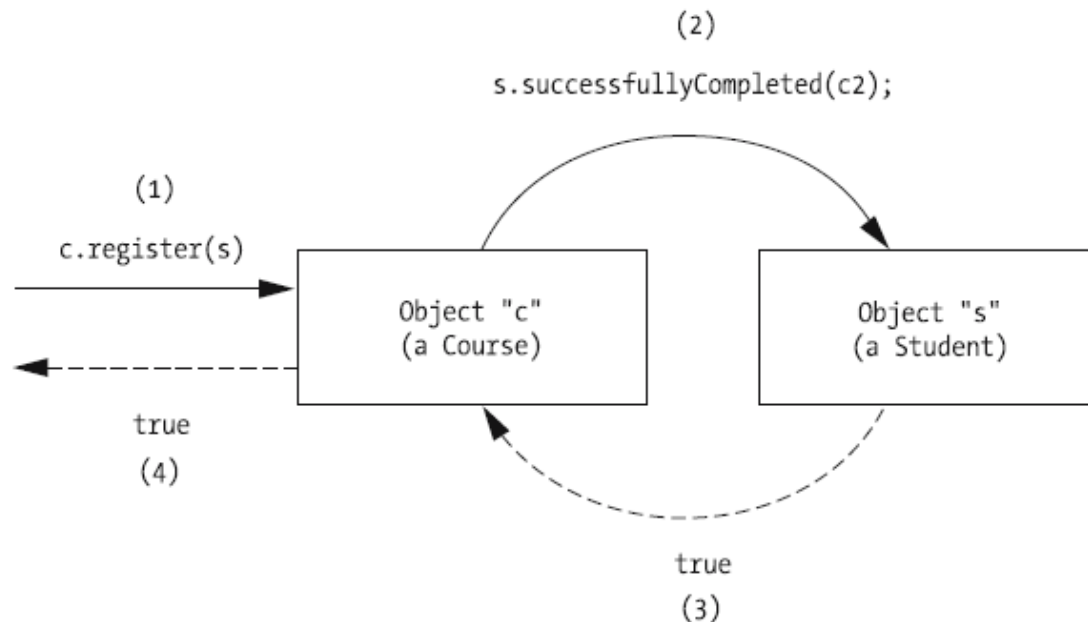 (2)
s.successfullyCompleted(c2);
(1)
c.register(s)
Object "c"
(a Course)
Object "s"
(a Student)
true
(4)
true
(3)